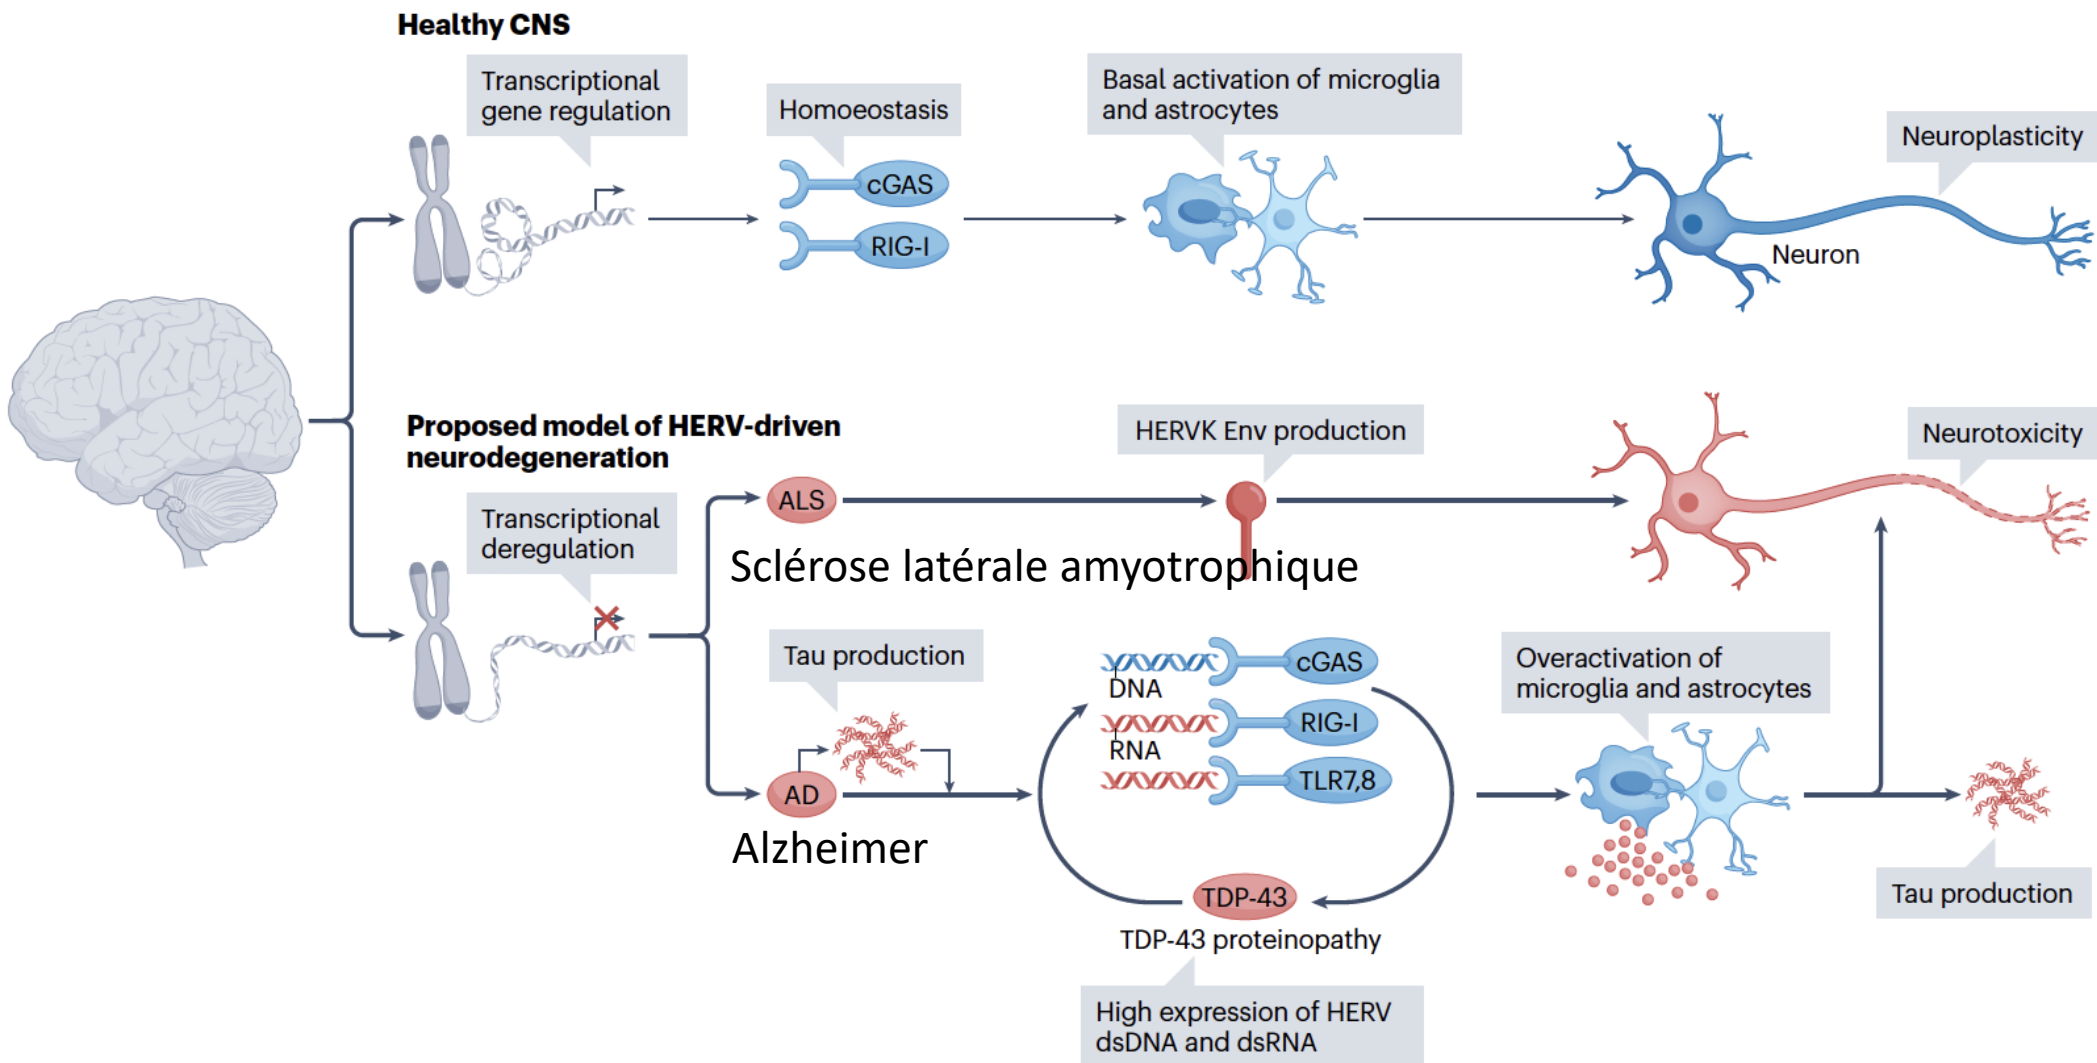 Healthy CNS
Transcriptional
gene regulation
Homoeostasis
cGAS
RIG-I
Basal activation of microglia
and astrocytes
Neuroplasticity
Neuron
Proposed model of HERV-driven
neurodegeneration
Transcriptional
deregulation
ALS
Sclérose latérale amyotrophique
HERVK Env production
Neurotoxicity
Tau production
AD
Alzheimer
DNA
cGAS
RNA
RIG-I
TLR7,8
TDP-43
TDP-43 proteinopathy
High expression of HERV
dsDNA and dsRNA
Overactivation of
microglia and astrocytes
Tau production